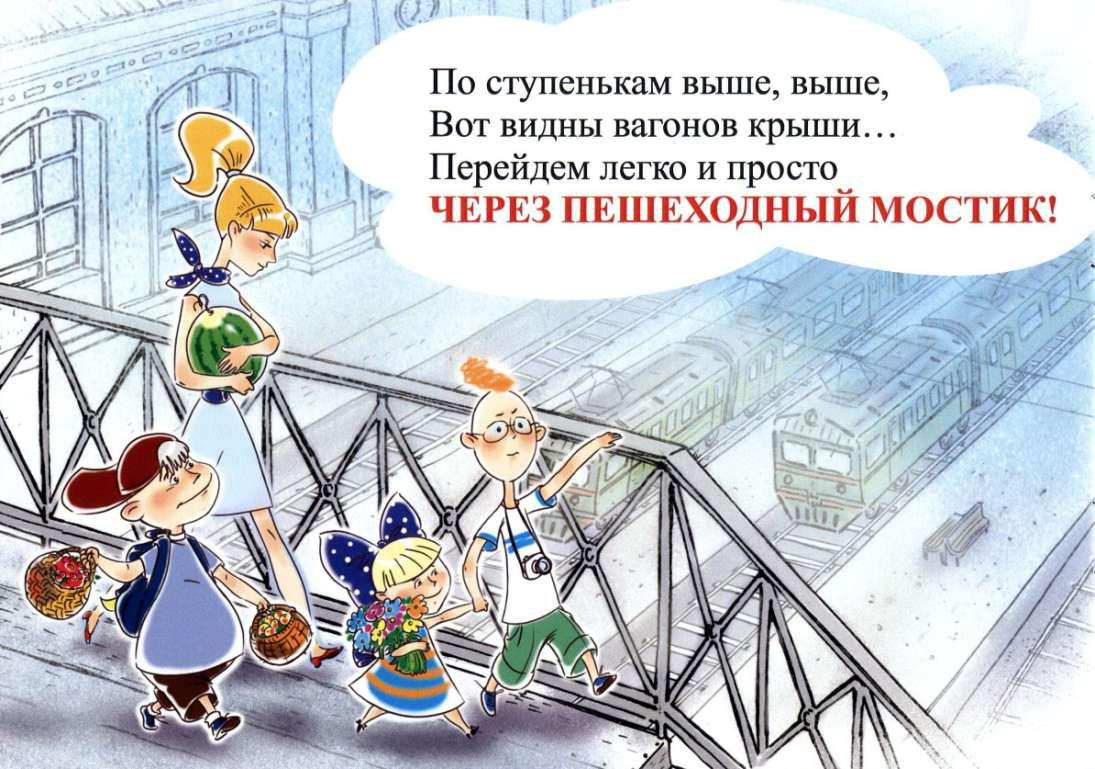 По ступенькам выше, выше,
Вот видны вагонов крыши...
Перейдем легко и просто
ЧЕРЕЗ ПЕШЕХОДНЫЙ МОСТИК!